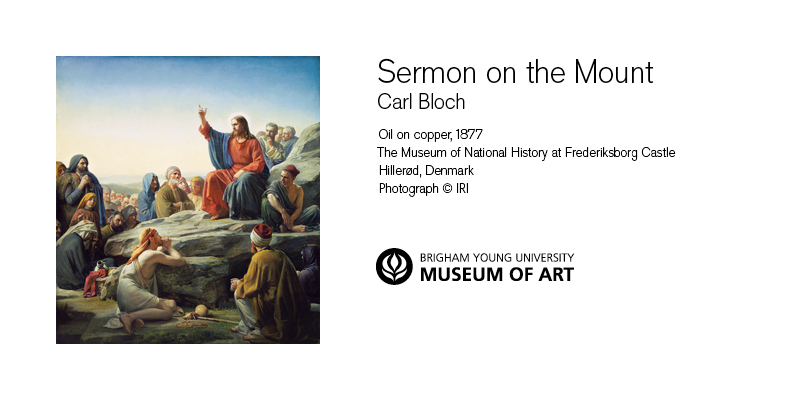 Sermon on the Mount
Carl Bloch
Oil on copper, 1877
The Museum of National History at Frederiksborg Castle
Hillerød, Denmark
Photograph © IRI
BRIGHAM YOUNG UNIVERSITY
MUSEUM OF ART